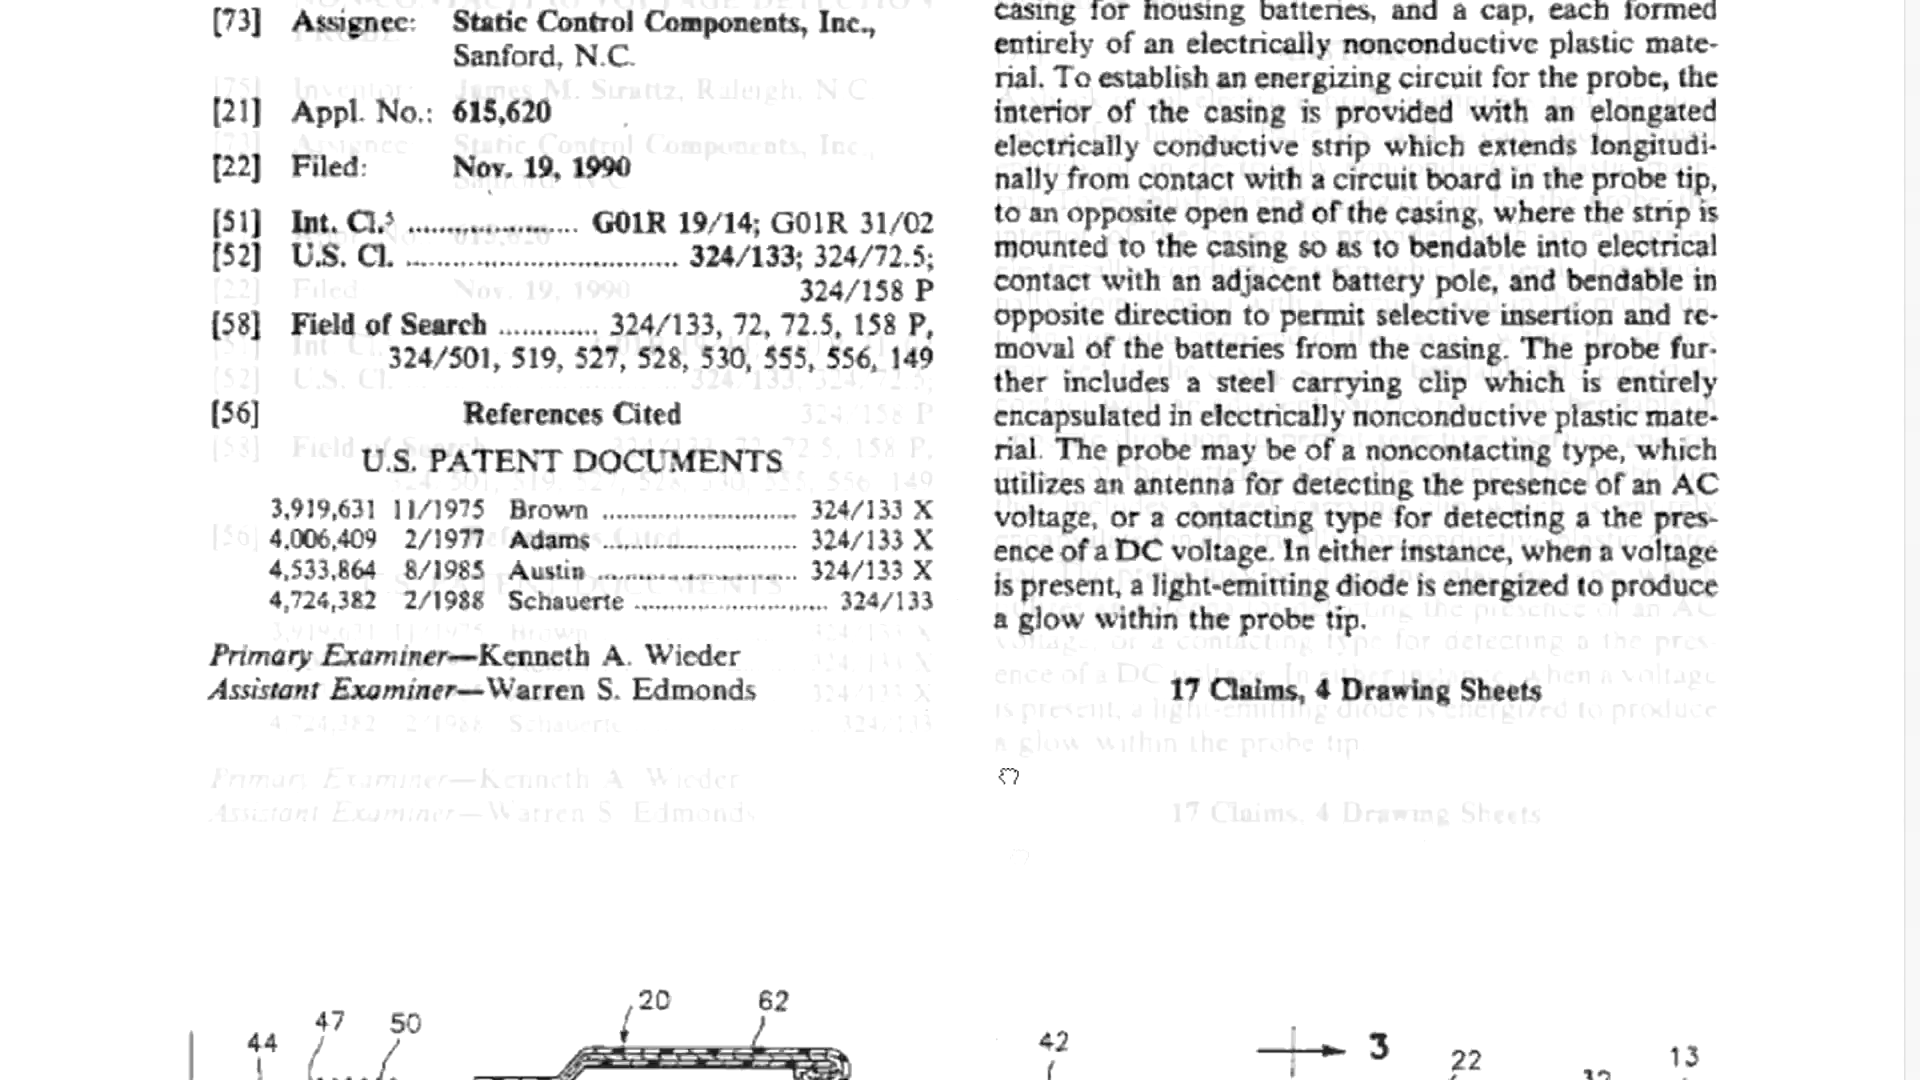 [73] Assignee: Static Control Components, Inc.,
Sanford, N.C.
[21] Appl. No.: 615,620
[22] Filed: Nov. 19, 1990
[51] Int. Cl.⁵ ..................... G01R 19/14; G01R 31/02
[52] U.S. Cl. .................................. 324/133; 324/72.5;
324/158 P
[58] Field of Search ............. 324/133, 72, 72.5, 158 P,
324/501, 519, 527, 528, 530, 555, 556, 149
[56] References Cited
U.S. PATENT DOCUMENTS
3,919,631 11/1975 Brown ............................ 324/133 X
4,006,409 2/1977 Adams ............................. 324/133 X
4,533,864 8/1985 Austin ............................. 324/133 X
4,724,382 2/1988 Schauerte ............................ 324/133
Primary Examiner—Kenneth A. Wieder
Assistant Examiner—Warren S. Edmonds
casing for housing batteries, and a cap, each formed
entirely of an electrically nonconductive plastic mate-
rial. To establish an energizing circuit for the probe, the
interior of the casing is provided with an elongated
electrically conductive strip which extends longitudi-
nally from contact with a circuit board in the probe tip,
to an opposite open end of the casing, where the strip is
mounted to the casing so as to bendable into electrical
contact with an adjacent battery pole, and bendable in
opposite direction to permit selective insertion and re-
moval of the batteries from the casing. The probe fur-
ther includes a steel carrying clip which is entirely
encapsulated in electrically nonconductive plastic mate-
rial. The probe may be of a noncontacting type, which
utilizes an antenna for detecting the presence of an AC
voltage, or a contacting type for detecting a the pres-
ence of a DC voltage. In either instance, when a voltage
is present, a light-emitting diode is energized to produce
a glow within the probe tip.
17 Claims, 4 Drawing Sheets
44 47 50 20 62 42 3 22 13